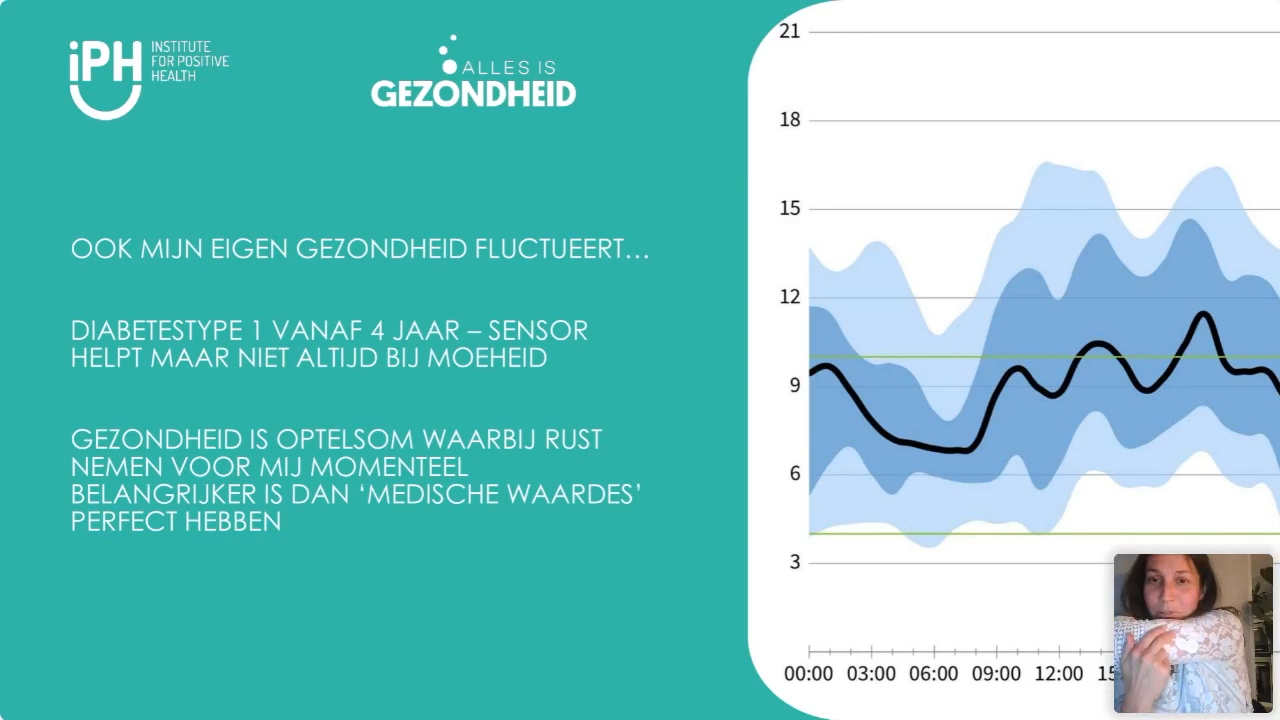 iPH INSTITUTE
FOR POSITIVE
HEALTH
ALLES IS
GEZONDHEID
OOK MIJN EIGEN GEZONDHEID FLUCTUEERT…
DIABETESTYPE 1 VANAF 4 JAAR – SENSOR
HELPT MAAR NIET ALTIJD BIJ MOEHEID
GEZONDHEID IS OPTELSOM WAARBIJ RUST
NEMEN VOOR MIJ MOMENTEEL
BELANGRIJKER IS DAN ‘MEDISCHE WAARDES’
PERFECT HEBBEN
21
18
15
12
9
6
3
00:00 03:00 06:00 09:00 12:00 15